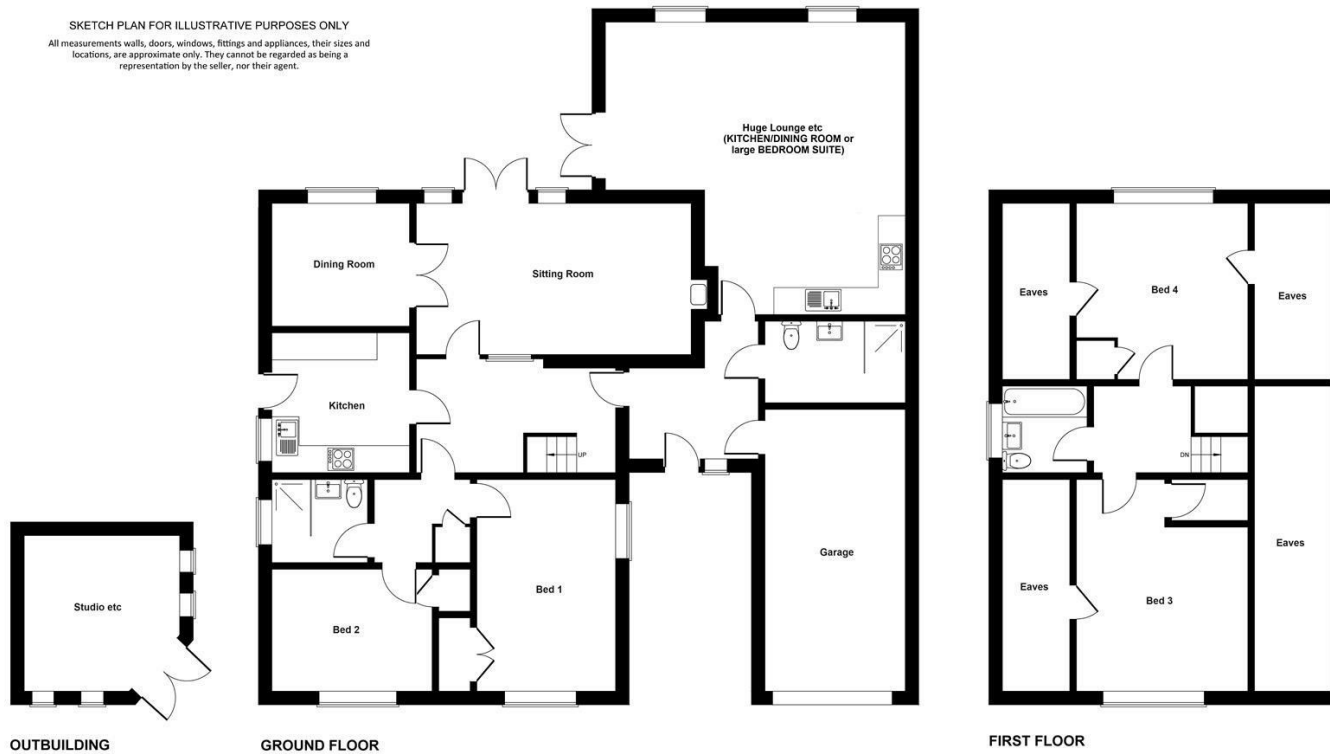 SKETCH PLAN FOR ILLUSTRATIVE PURPOSES ONLY
All measurements walls, doors, windows, fittings and appliances, their sizes and
locations, are approximate only. They cannot be regarded as being a
representation by the seller, nor their agent.
Huge Lounge etc
(KITCHEN/DINING ROOM or
large BEDROOM SUITE)
Dining Room
Sitting Room
Kitchen
UP
Garage
Bed 1
Bed 2
Studio etc
Eaves
Bed 4
Eaves
DN
Eaves
Bed 3
Eaves
OUTBUILDING
GROUND FLOOR
FIRST FLOOR